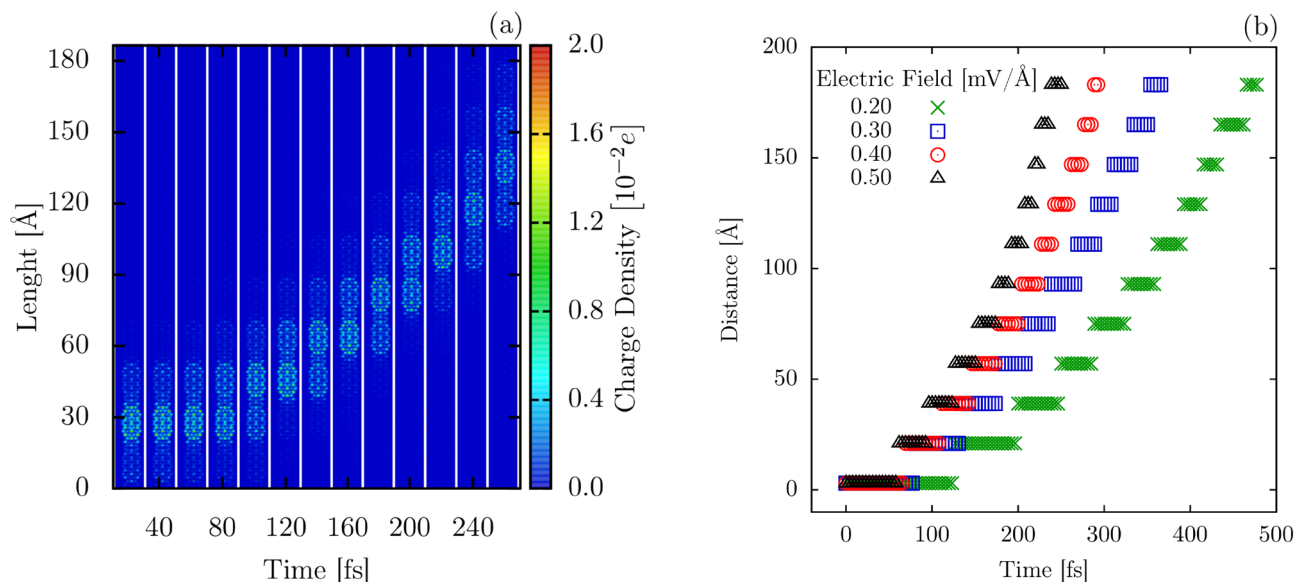 (a)
Lenght [Å]
180
150
120
90
60
30
0
40 80 120 160 200 240
Time [fs]
2.0
1.6
1.2
0.8
0.4
0.0
Charge Density [10⁻²e]
(b)
Distance [Å]
200
150
100
50
0
Electric Field [mV/Å]
0.20
0.30
0.40
0.50
0 100 200 300 400 500
Time [fs]